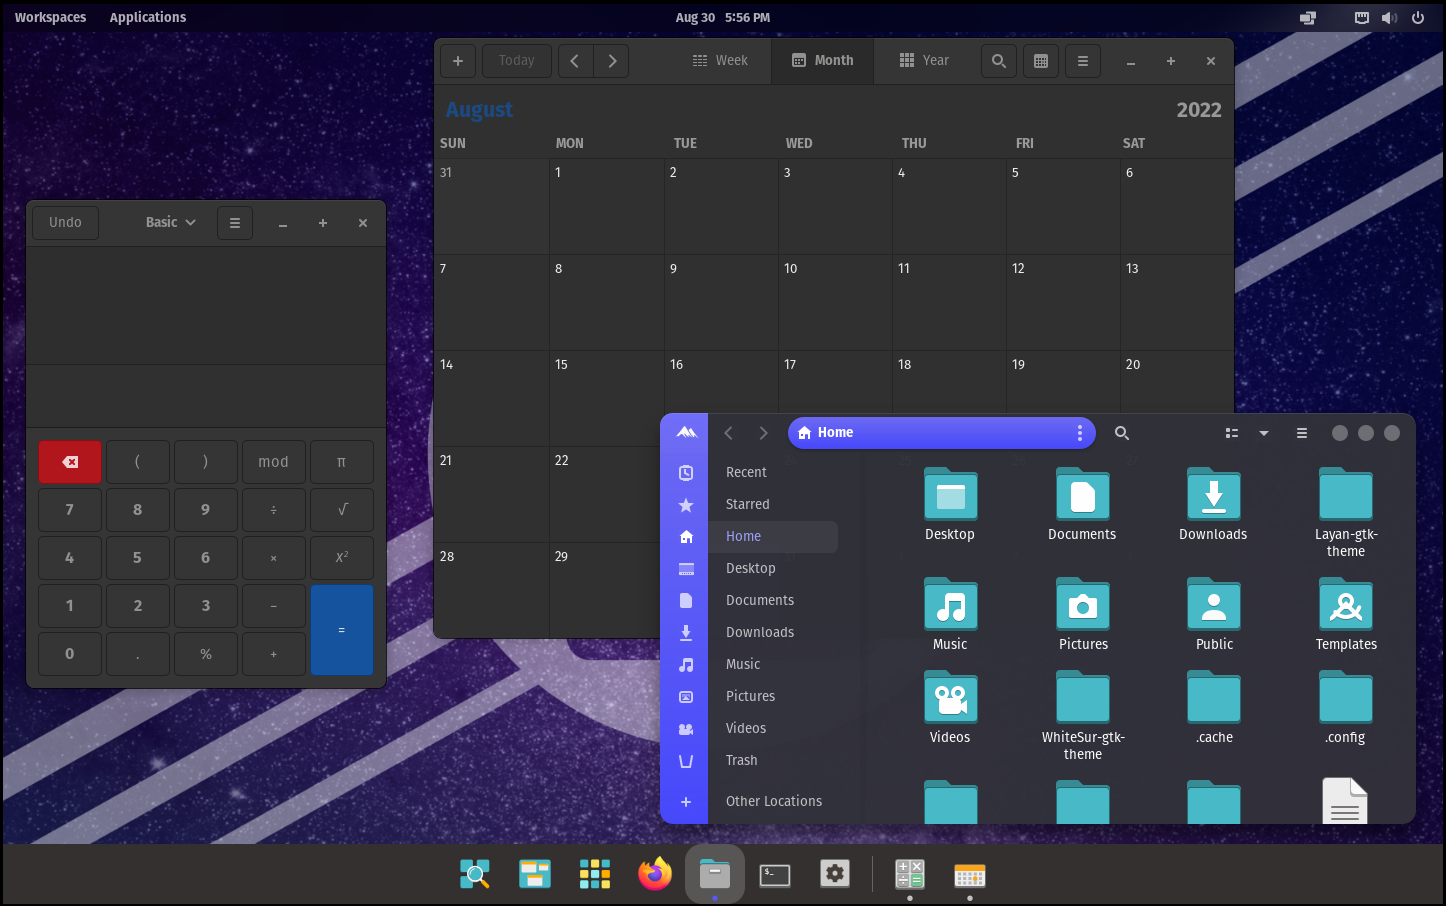 Workspaces Applications Aug 30 5:56 PM
Today Week Month Year
August 2022
SUN MON TUE WED THU FRI SAT
31 1 2 3 4 5 6
7 8 9 10 11 12 13
14 15 16 17 18 19 20
21 22
28 29
Undo Basic
( ) mod π
7 8 9 ÷ √
4 5 6 × x²
1 2 3 −
=
0 . % +
Home
Recent
Starred
Home
Desktop
Documents
Downloads
Music
Pictures
Videos
Trash
Other Locations
Desktop Documents Downloads Layan-gtk-
theme
Music Pictures Public Templates
Videos WhiteSur-gtk- .cache .config
theme
$_